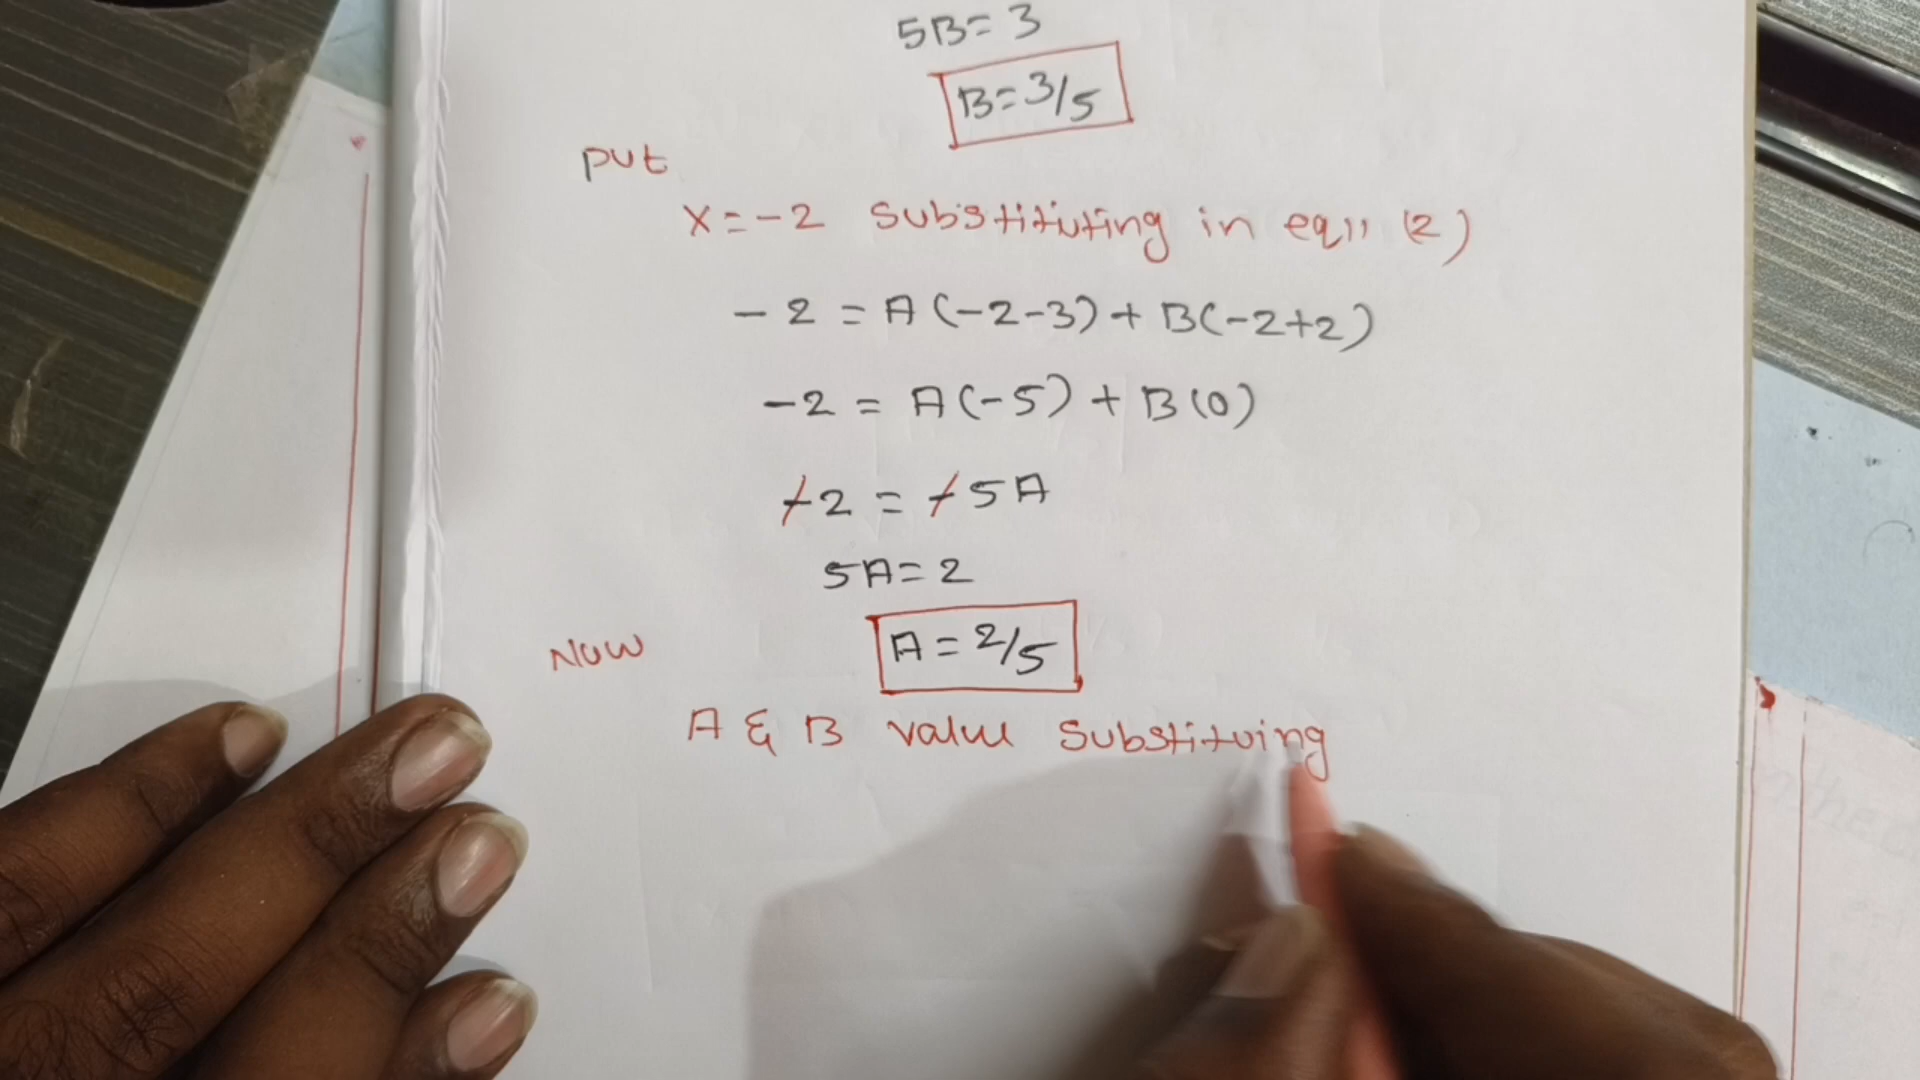 5B=3
B=3/5
put
x=-2 substituting in eqn (2)
-2 = A(-2-3)+B(-2+2)
-2 = A(-5)+B(0)
-2 = -5A
5A=2
Now
A=2/5
A & B value substituing